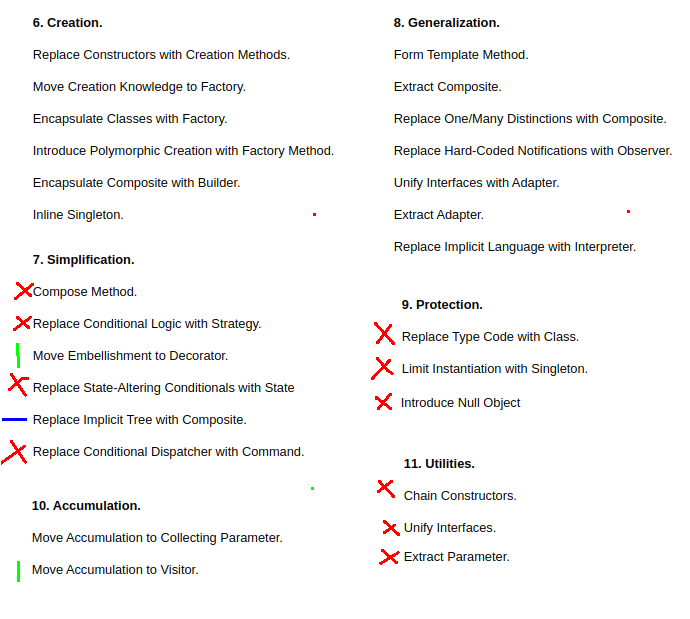 6. Creation.
Replace Constructors with Creation Methods.
Move Creation Knowledge to Factory.
Encapsulate Classes with Factory.
Introduce Polymorphic Creation with Factory Method.
Encapsulate Composite with Builder.
Inline Singleton.
7. Simplification.
Compose Method.
Replace Conditional Logic with Strategy.
Move Embellishment to Decorator.
Replace State-Altering Conditionals with State
Replace Implicit Tree with Composite.
Replace Conditional Dispatcher with Command.
10. Accumulation.
Move Accumulation to Collecting Parameter.
Move Accumulation to Visitor.
8. Generalization.
Form Template Method.
Extract Composite.
Replace One/Many Distinctions with Composite.
Replace Hard-Coded Notifications with Observer.
Unify Interfaces with Adapter.
Extract Adapter.
Replace Implicit Language with Interpreter.
9. Protection.
Replace Type Code with Class.
Limit Instantiation with Singleton.
Introduce Null Object
11. Utilities.
Chain Constructors.
Unify Interfaces.
Extract Parameter.